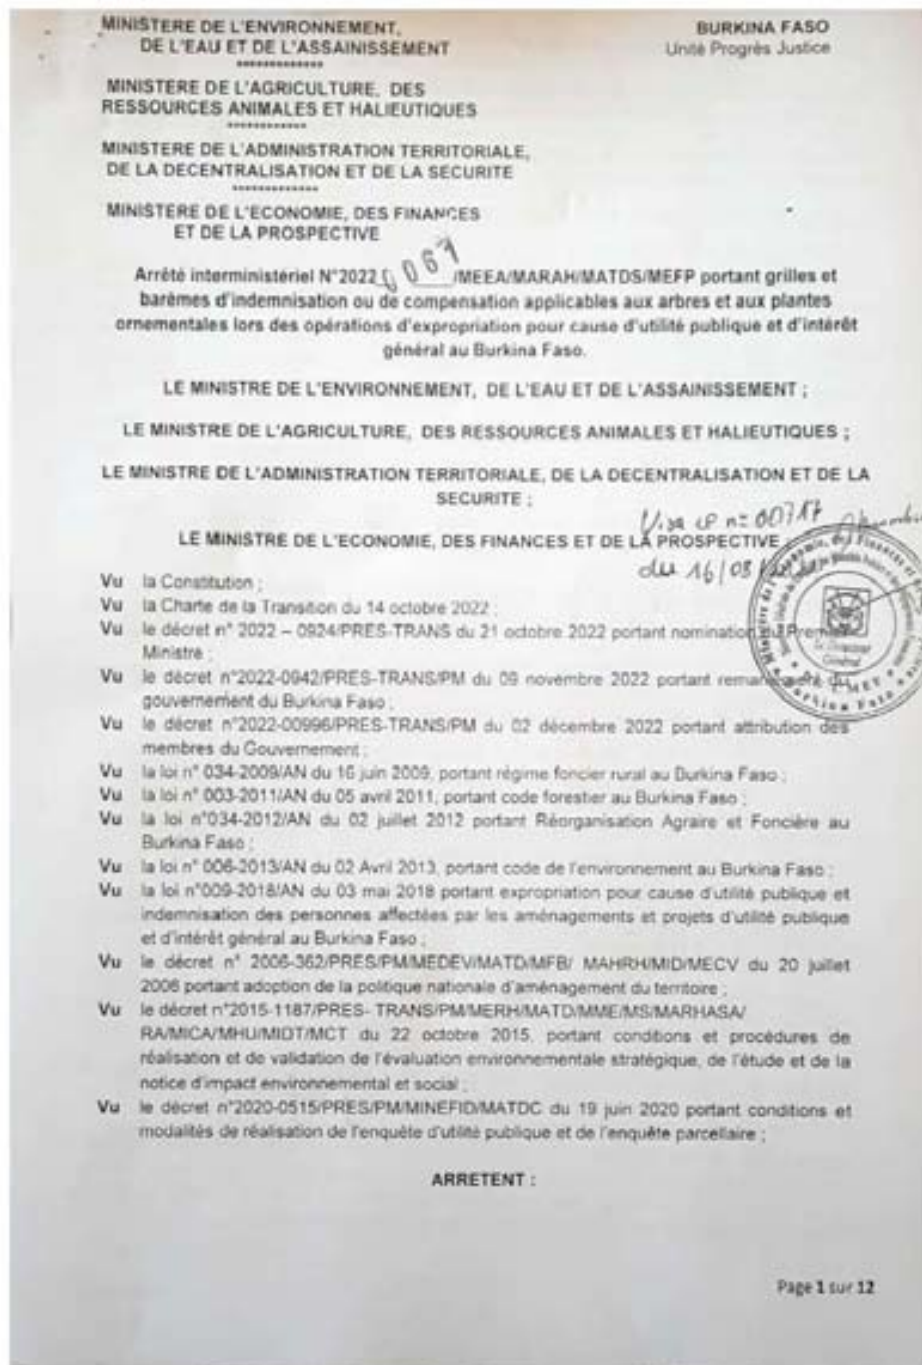 MINISTERE DE L'ENVIRONNEMENT,
DE L'EAU ET DE L'ASSAINISSEMENT
*************
BURKINA FASO
Unité Progrès Justice
MINISTERE DE L'AGRICULTURE, DES
RESSOURCES ANIMALES ET HALIEUTIQUES
************
MINISTERE DE L'ADMINISTRATION TERRITORIALE,
DE LA DECENTRALISATION ET DE LA SECURITE
*************
MINISTERE DE L'ECONOMIE, DES FINANCES
ET DE LA PROSPECTIVE
Arrêté interministériel N°2022 0061 /MEEA/MARAH/MATDS/MEFP portant grilles et
barèmes d'indemnisation ou de compensation applicables aux arbres et aux plantes
ornementales lors des opérations d'expropriation pour cause d'utilité publique et d'intérêt
général au Burkina Faso.
LE MINISTRE DE L'ENVIRONNEMENT, DE L'EAU ET DE L'ASSAINISSEMENT ;
LE MINISTRE DE L'AGRICULTURE, DES RESSOURCES ANIMALES ET HALIEUTIQUES ;
LE MINISTRE DE L'ADMINISTRATION TERRITORIALE, DE LA DECENTRALISATION ET DE LA
SECURITE ;
Visa CF n= 00717
LE MINISTRE DE L'ECONOMIE, DES FINANCES ET DE LA PROSPECTIVE
du 16/03
Vu la Constitution ;
Vu la Charte de la Transition du 14 octobre 2022 ;
Vu le décret n° 2022 – 0924/PRES-TRANS du 21 octobre 2022 portant nomination du Premier
Ministre ;
Vu le décret n°2022-0942/PRES-TRANS/PM du 09 novembre 2022 portant remaniement du
gouvernement du Burkina Faso ;
Vu le décret n°2022-00996/PRES-TRANS/PM du 02 décembre 2022 portant attribution des
membres du Gouvernement ;
Vu la loi n° 034-2009/AN du 16 juin 2009, portant régime foncier rural au Burkina Faso ;
Vu la loi n° 003-2011/AN du 05 avril 2011, portant code forestier au Burkina Faso ;
Vu la loi n°034-2012/AN du 02 juillet 2012 portant Réorganisation Agraire et Foncière au
Burkina Faso ;
Vu la loi n° 006-2013/AN du 02 Avril 2013, portant code de l'environnement au Burkina Faso ;
Vu la loi n°009-2018/AN du 03 mai 2018 portant expropriation pour cause d'utilité publique et
indemnisation des personnes affectées par les aménagements et projets d'utilité publique
et d'intérêt général au Burkina Faso ;
Vu le décret n° 2006-362/PRES/PM/MEDEV/MATD/MFB/ MAHRH/MID/MECV du 20 juillet
2006 portant adoption de la politique nationale d'aménagement du territoire ;
Vu le décret n°2015-1187/PRES- TRANS/PM/MERH/MATD/MME/MS/MARHASA/
RA/MICA/MHU/MIDT/MCT du 22 octobre 2015, portant conditions et procédures de
réalisation et de validation de l'évaluation environnementale stratégique, de l'étude et de la
notice d'impact environnemental et social ;
Vu le décret n°2020-0515/PRES/PM/MINEFID/MATDC du 19 juin 2020 portant conditions et
modalités de réalisation de l'enquête d'utilité publique et de l'enquête parcellaire ;
ARRETENT :
Page 1 sur 12